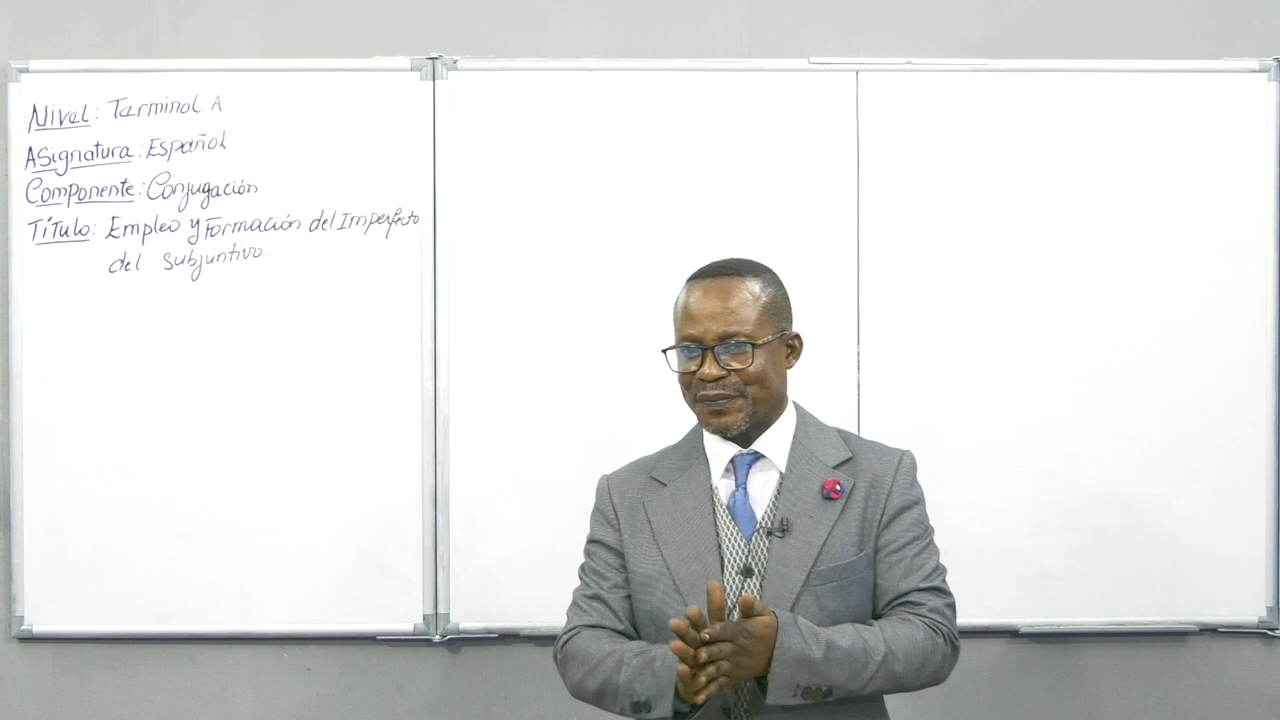 Nivel: Terminal A
Asignatura: Español
Componente: Conjugación
Título: Empleo y Formación del Imperfecto
del subjuntivo.